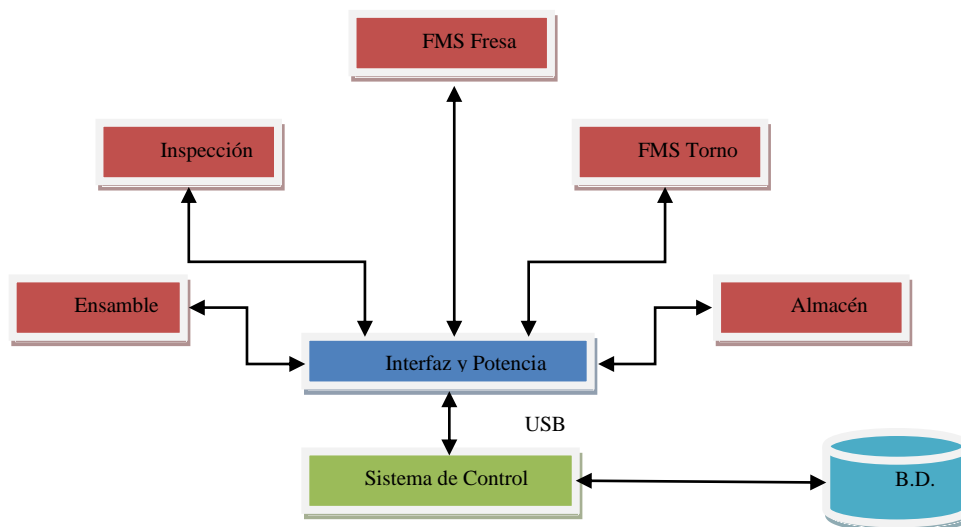 FMS Fresa
Inspección
FMS Torno
Ensamble
Almacén
Interfaz y Potencia
USB
Sistema de Control
B.D.